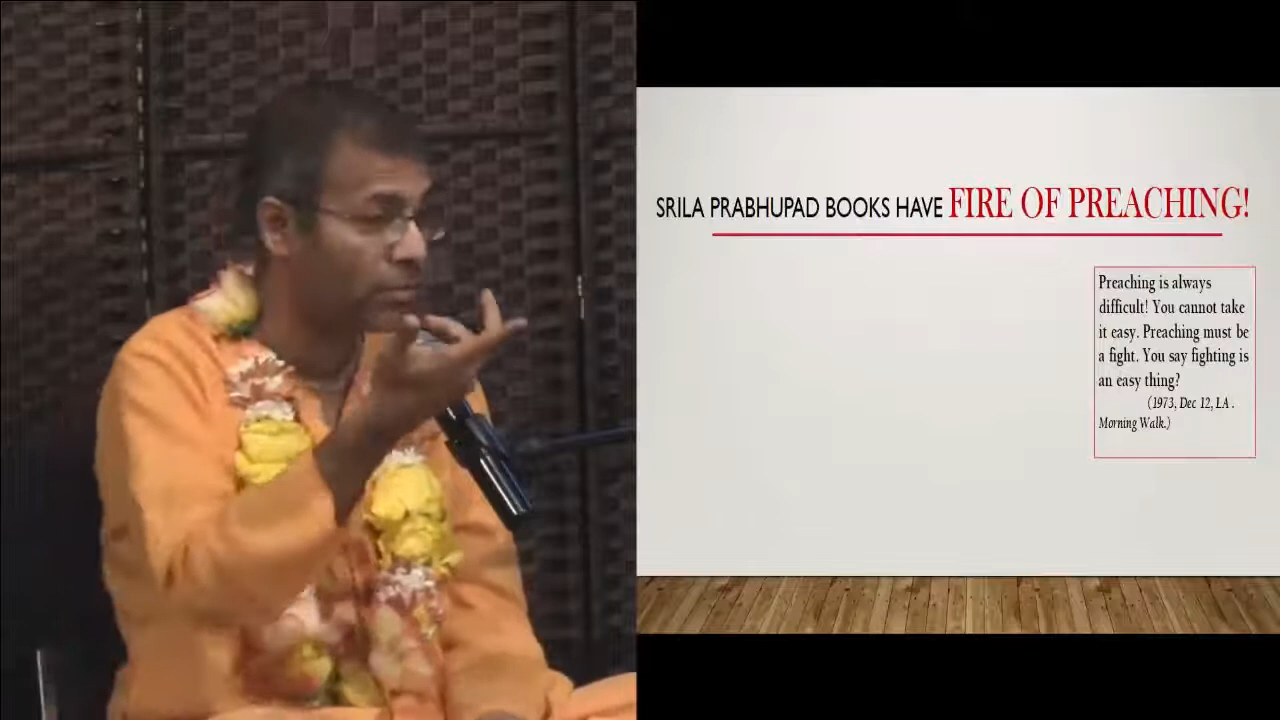 SRILA PRABHUPAD BOOKS HAVE FIRE OF PREACHING!
Preaching is always
difficult! You cannot take
it easy. Preaching must be
a fight. You say fighting is
an easy thing?
(1973, Dec 12, LA .
Morning Walk.)